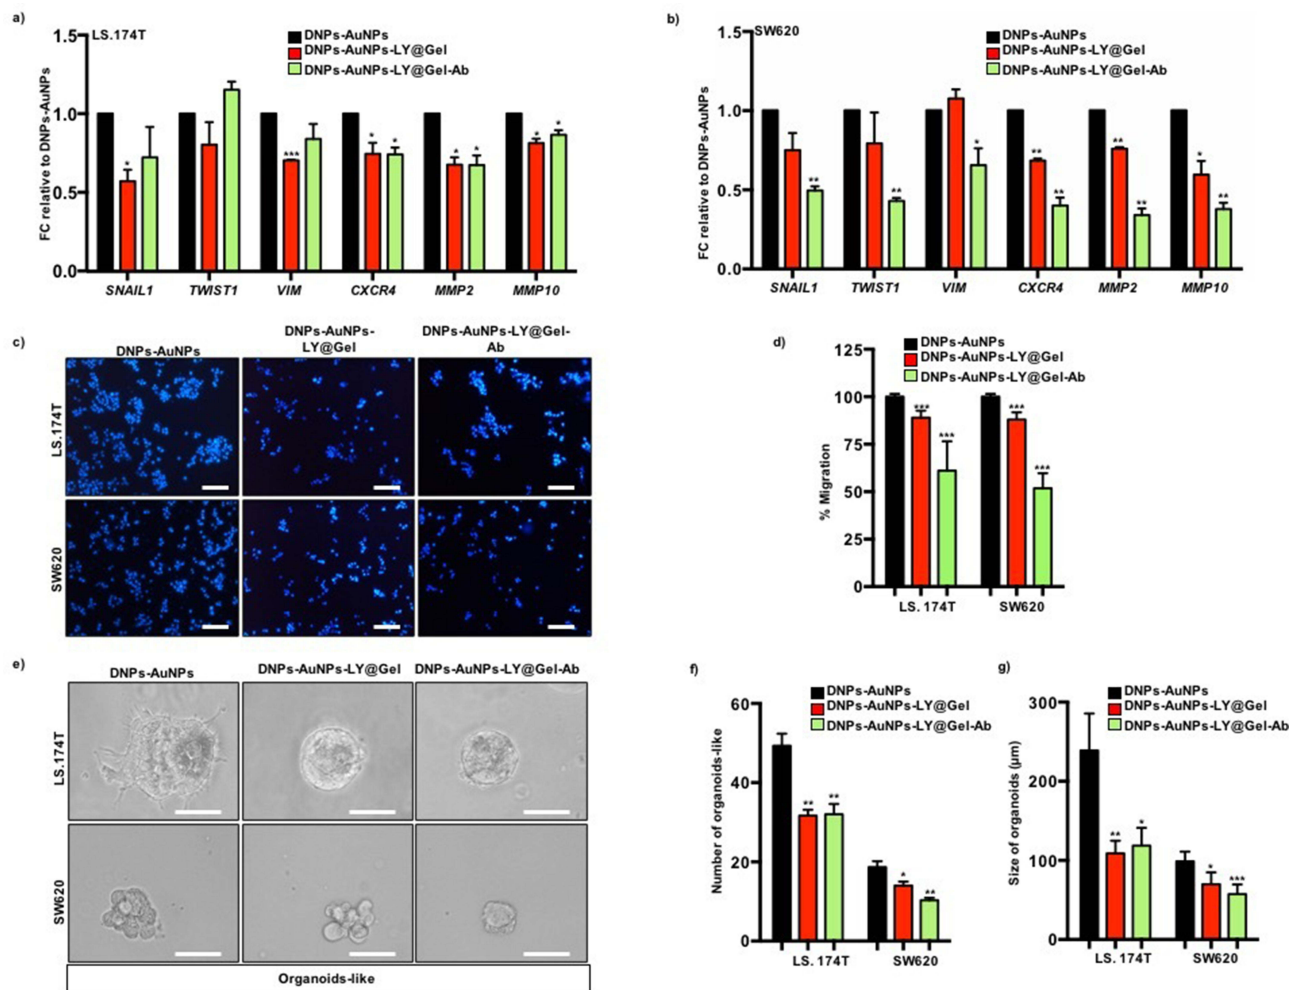 a)
LS.174T
DNPs-AuNPs
DNPs-AuNPs-LY@Gel
DNPs-AuNPs-LY@Gel-Ab
FC relative to DNPs-AuNPs
1.5
1.0
0.5
0.0
*
***
*
*
*
*
*
*
SNAIL1 TWIST1 VIM CXCR4 MMP2 MMP10
b)
SW620
DNPs-AuNPs
DNPs-AuNPs-LY@Gel
DNPs-AuNPs-LY@Gel-Ab
FC relative to DNPs-AuNPs
1.5
1.0
0.5
0.0
**
**
*
**
**
**
**
*
**
SNAIL1 TWIST1 VIM CXCR4 MMP2 MMP10
c)
DNPs-AuNPs
DNPs-AuNPs-
LY@Gel
DNPs-AuNPs-LY@Gel-
Ab
LS.174T
SW620
d)
DNPs-AuNPs
DNPs-AuNPs-LY@Gel
DNPs-AuNPs-LY@Gel-Ab
% Migration
125
100
75
50
25
0
***
***
***
***
LS. 174T SW620
e)
DNPs-AuNPs
DNPs-AuNPs-LY@Gel
DNPs-AuNPs-LY@Gel-Ab
LS.174T
SW620
Organoids-like
f)
DNPs-AuNPs
DNPs-AuNPs-LY@Gel
DNPs-AuNPs-LY@Gel-Ab
Number of organoids-like
60
40
20
0
**
**
*
**
LS. 174T SW620
g)
DNPs-AuNPs
DNPs-AuNPs-LY@Gel
DNPs-AuNPs-LY@Gel-Ab
Size of organoids (µm)
300
200
100
0
**
*
*
***
LS. 174T SW620